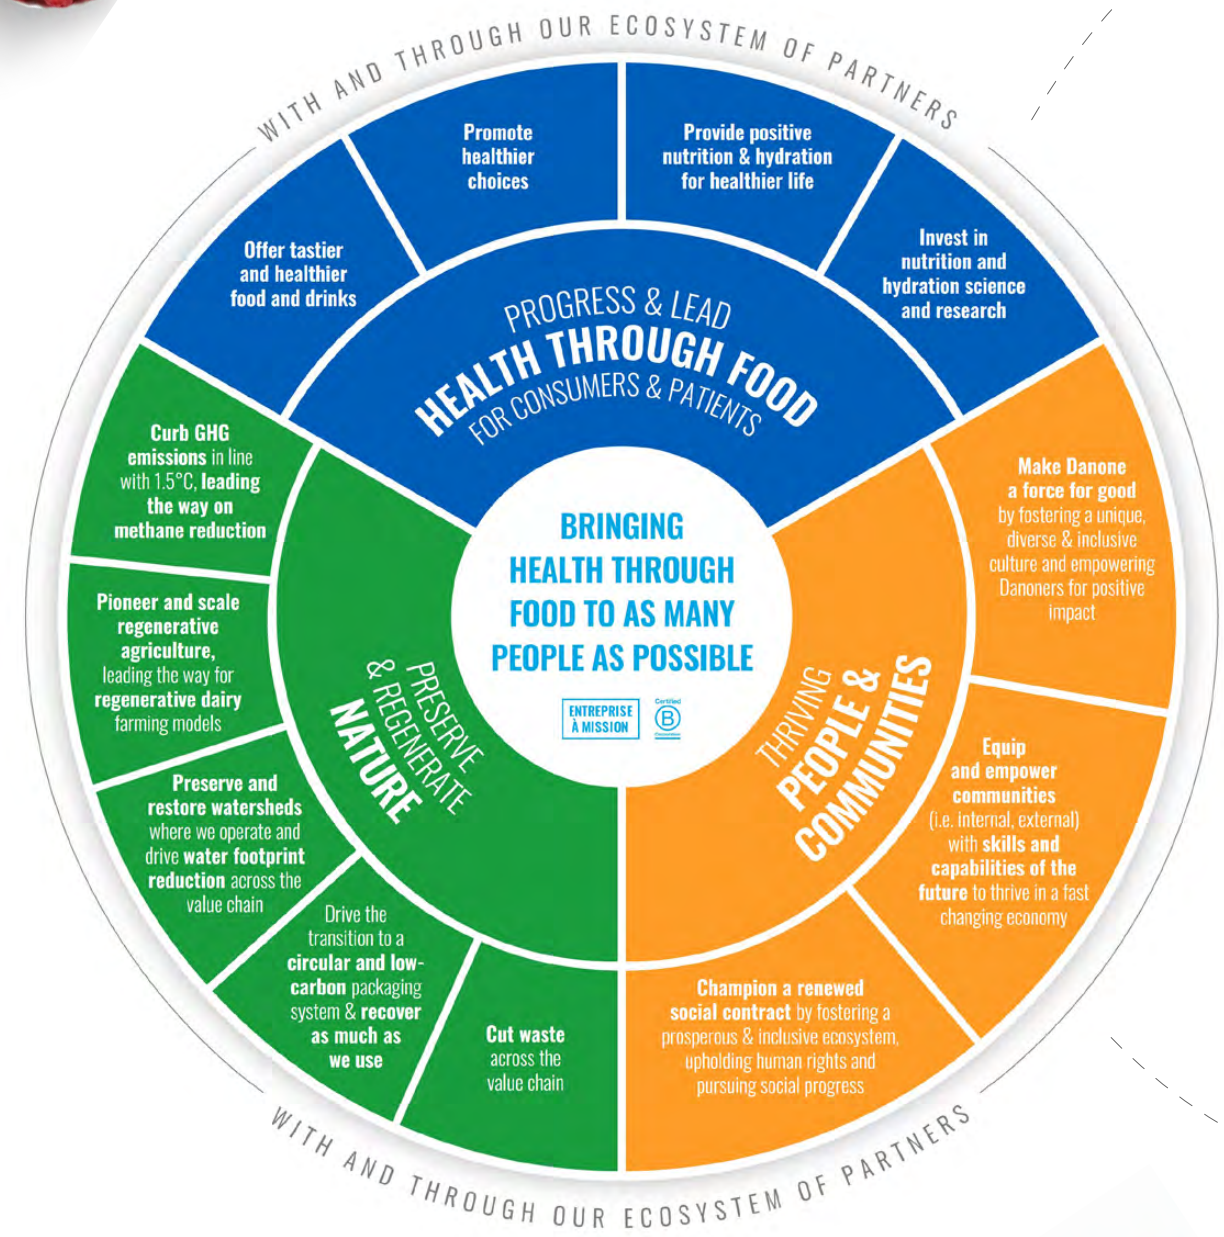 WITH AND THROUGH OUR ECOSYSTEM OF PARTNERS
Offer tastier
and healthier
food and drinks
Promote
healthier
choices
Provide positive
nutrition & hydration
for healthier life
Invest in
nutrition and
hydration science
and research
PROGRESS & LEAD
HEALTH THROUGH FOOD
FOR CONSUMERS & PATIENTS
Curb GHG
emissions in line
with 1.5°C, leading
the way on
methane reduction
Pioneer and scale
regenerative
agriculture,
leading the way for
regenerative dairy
farming models
Preserve and
restore watersheds
where we operate and
drive water footprint
reduction across the
value chain
Drive the
transition to a
circular and low-
carbon packaging
system & recover
as much as
we use
Cut waste
across the
value chain
PRESERVE
& REGENERATE
NATURE
BRINGING
HEALTH THROUGH
FOOD TO AS MANY
PEOPLE AS POSSIBLE
ENTREPRISE
À MISSION
Certified
B
Corporation
THRIVING
PEOPLE &
COMMUNITIES
Make Danone
a force for good
by fostering a unique,
diverse & inclusive
culture and empowering
Danoners for positive
impact
Equip
and empower
communities
(i.e. internal, external)
with skills and
capabilities of the
future to thrive in a fast
changing economy
Champion a renewed
social contract by fostering a
prosperous & inclusive ecosystem,
upholding human rights and
pursuing social progress
WITH AND THROUGH OUR ECOSYSTEM OF PARTNERS